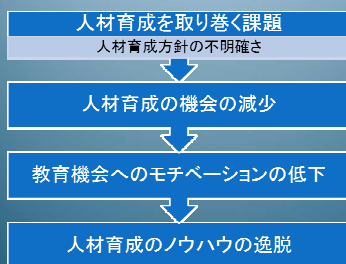 人材育成を取り巻く課題
人材育成方針の不明確さ
人材育成の機会の減少
教育機会へのモチベーションの低下
人材育成のノウハウの逸脱